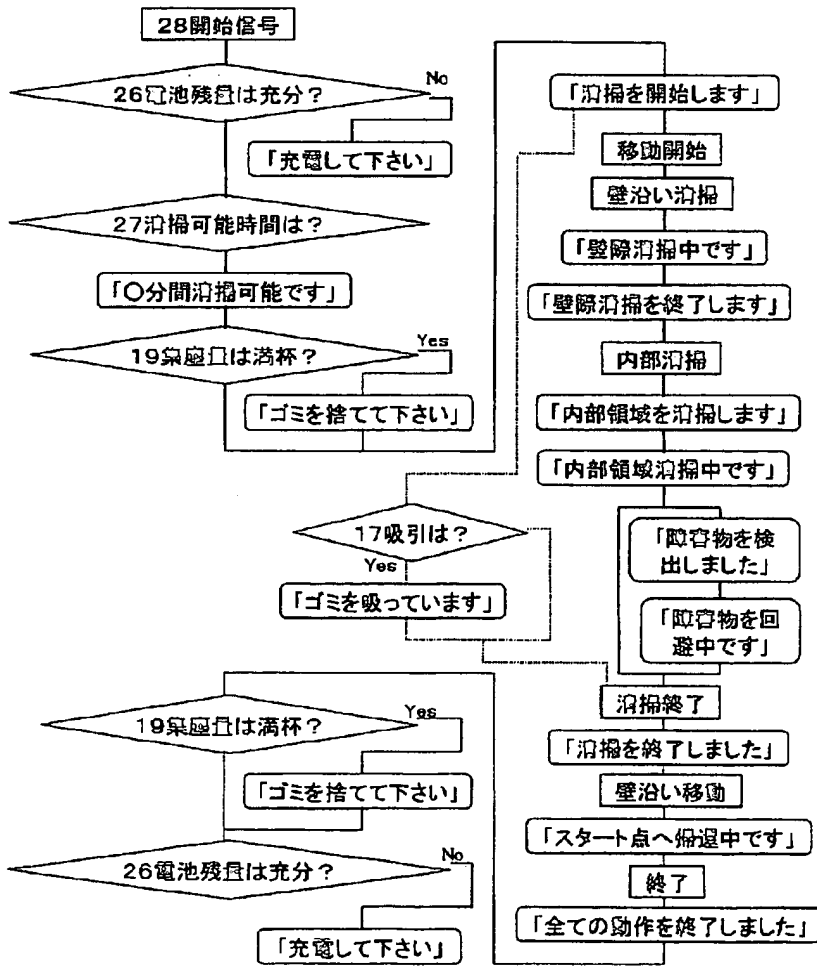 28開始信号
26電池残量は充分？
No
「充電して下さい」
27清掃可能時間は？
「○分間清掃可能です」
19集塵量は満杯？
Yes
「ゴミを捨てて下さい」
「清掃を開始します」
移動開始
壁沿い清掃
「壁際清掃中です」
「壁際清掃を終了します」
内部清掃
「内部領域を清掃します」
「内部領域清掃中です」
「障害物を検
出しました」
「障害物を回
避中です」
17吸引は？
Yes
「ゴミを吸っています」
清掃終了
「清掃を終了しました」
壁沿い移動
「スタート点へ帰還中です」
終了
「全ての動作を終了しました」
19集塵量は満杯？
Yes
「ゴミを捨てて下さい」
26電池残量は充分？
No
「充電して下さい」